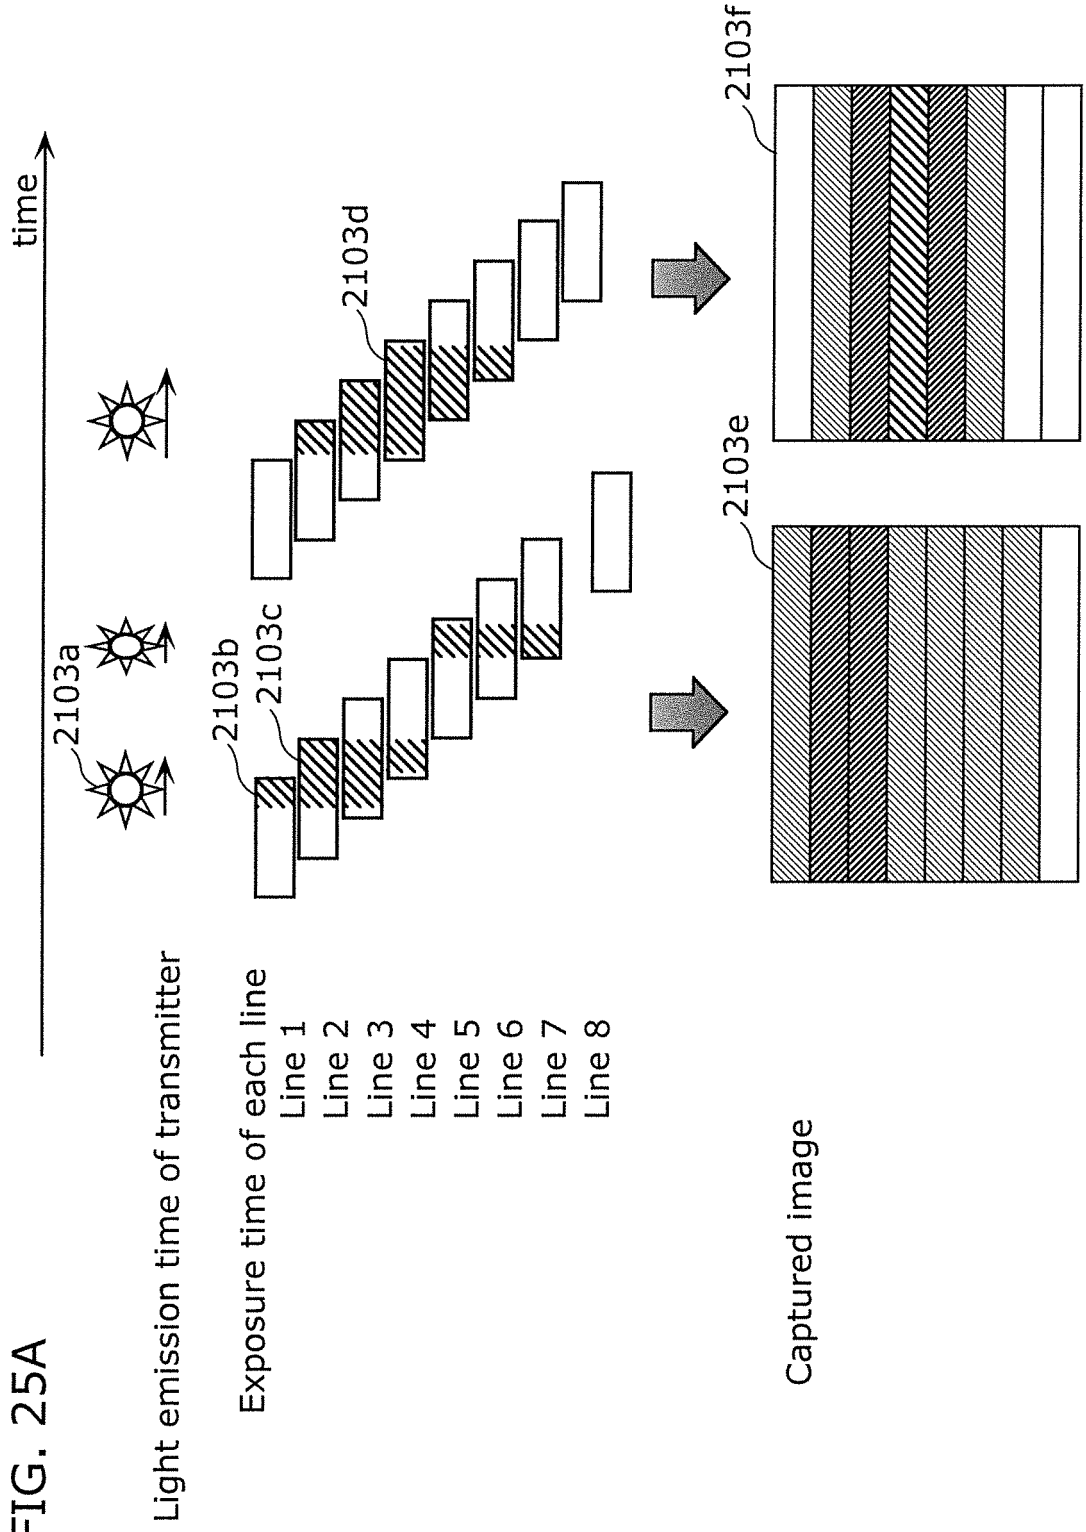 FIG. 25A
time
Light emission time of transmitter
2103a
Exposure time of each line
2103b
2103c
2103d
Line 1
Line 2
Line 3
Line 4
Line 5
Line 6
Line 7
Line 8
Captured image
2103e
2103f